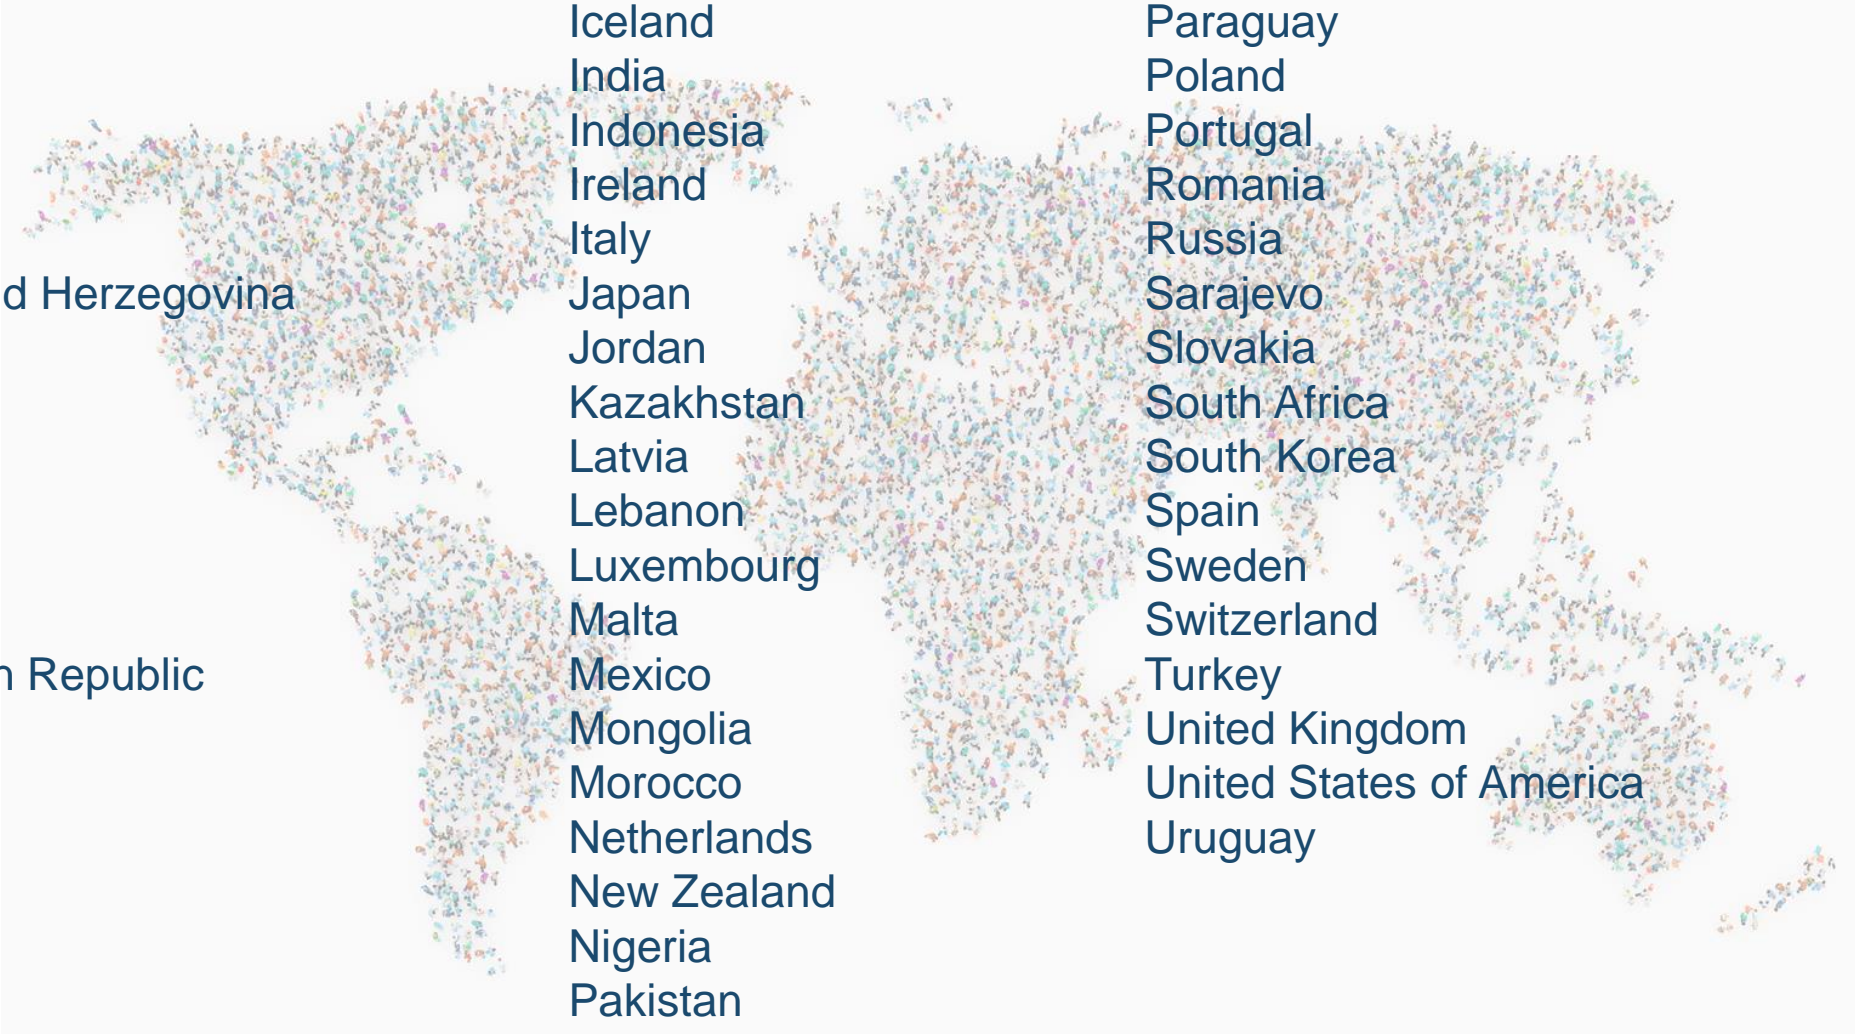 d Herzegovina
n Republic
Iceland
India
Indonesia
Ireland
Italy
Japan
Jordan
Kazakhstan
Latvia
Lebanon
Luxembourg
Malta
Mexico
Mongolia
Morocco
Netherlands
New Zealand
Nigeria
Pakistan
Paraguay
Poland
Portugal
Romania
Russia
Sarajevo
Slovakia
South Africa
South Korea
Spain
Sweden
Switzerland
Turkey
United Kingdom
United States of America
Uruguay